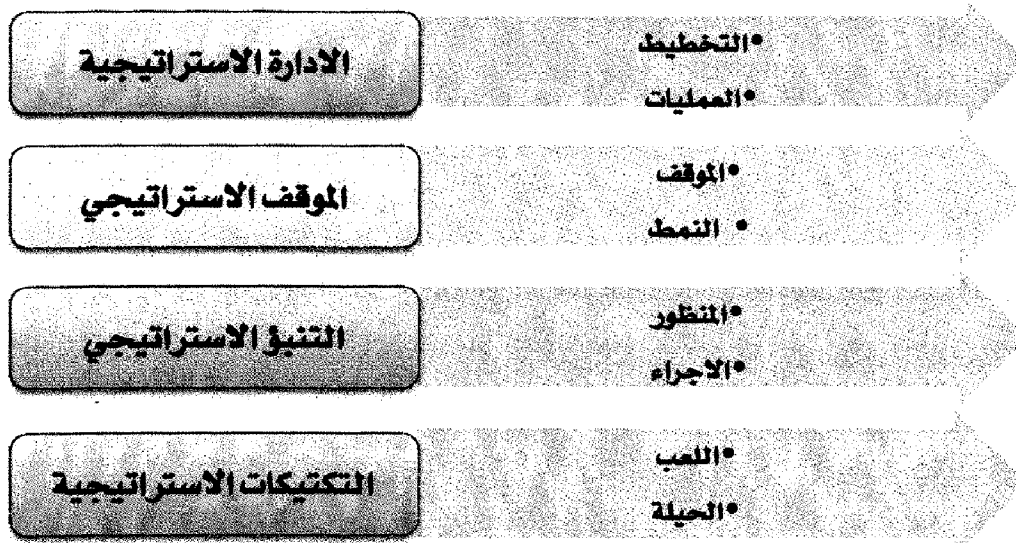 الادارة الاستراتيجية
•التخطيط
•العمليات
الموقف الاستراتيجي
•الموقف
• النمط
التنبؤ الاستراتيجي
•المنظور
•الاجراء
التكتيكات الاستراتيجية
•اللعب
•الحيلة